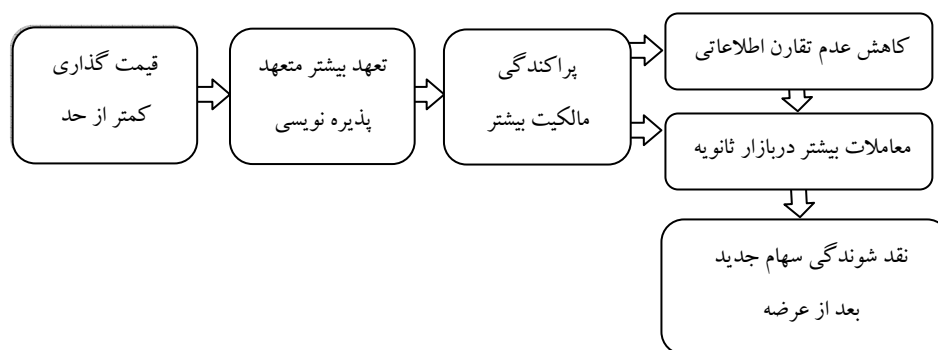 قیمت گذاری
کمتر از حد
تعهد بیشتر متعهد
پذیره نویسی
پراکندگی
مالکیت بیشتر
کاهش عدم تقارن اطلاعاتی
معاملات بیشتر دربازار ثانویه
نقد شوندگی سهام جدید
بعد از عرضه